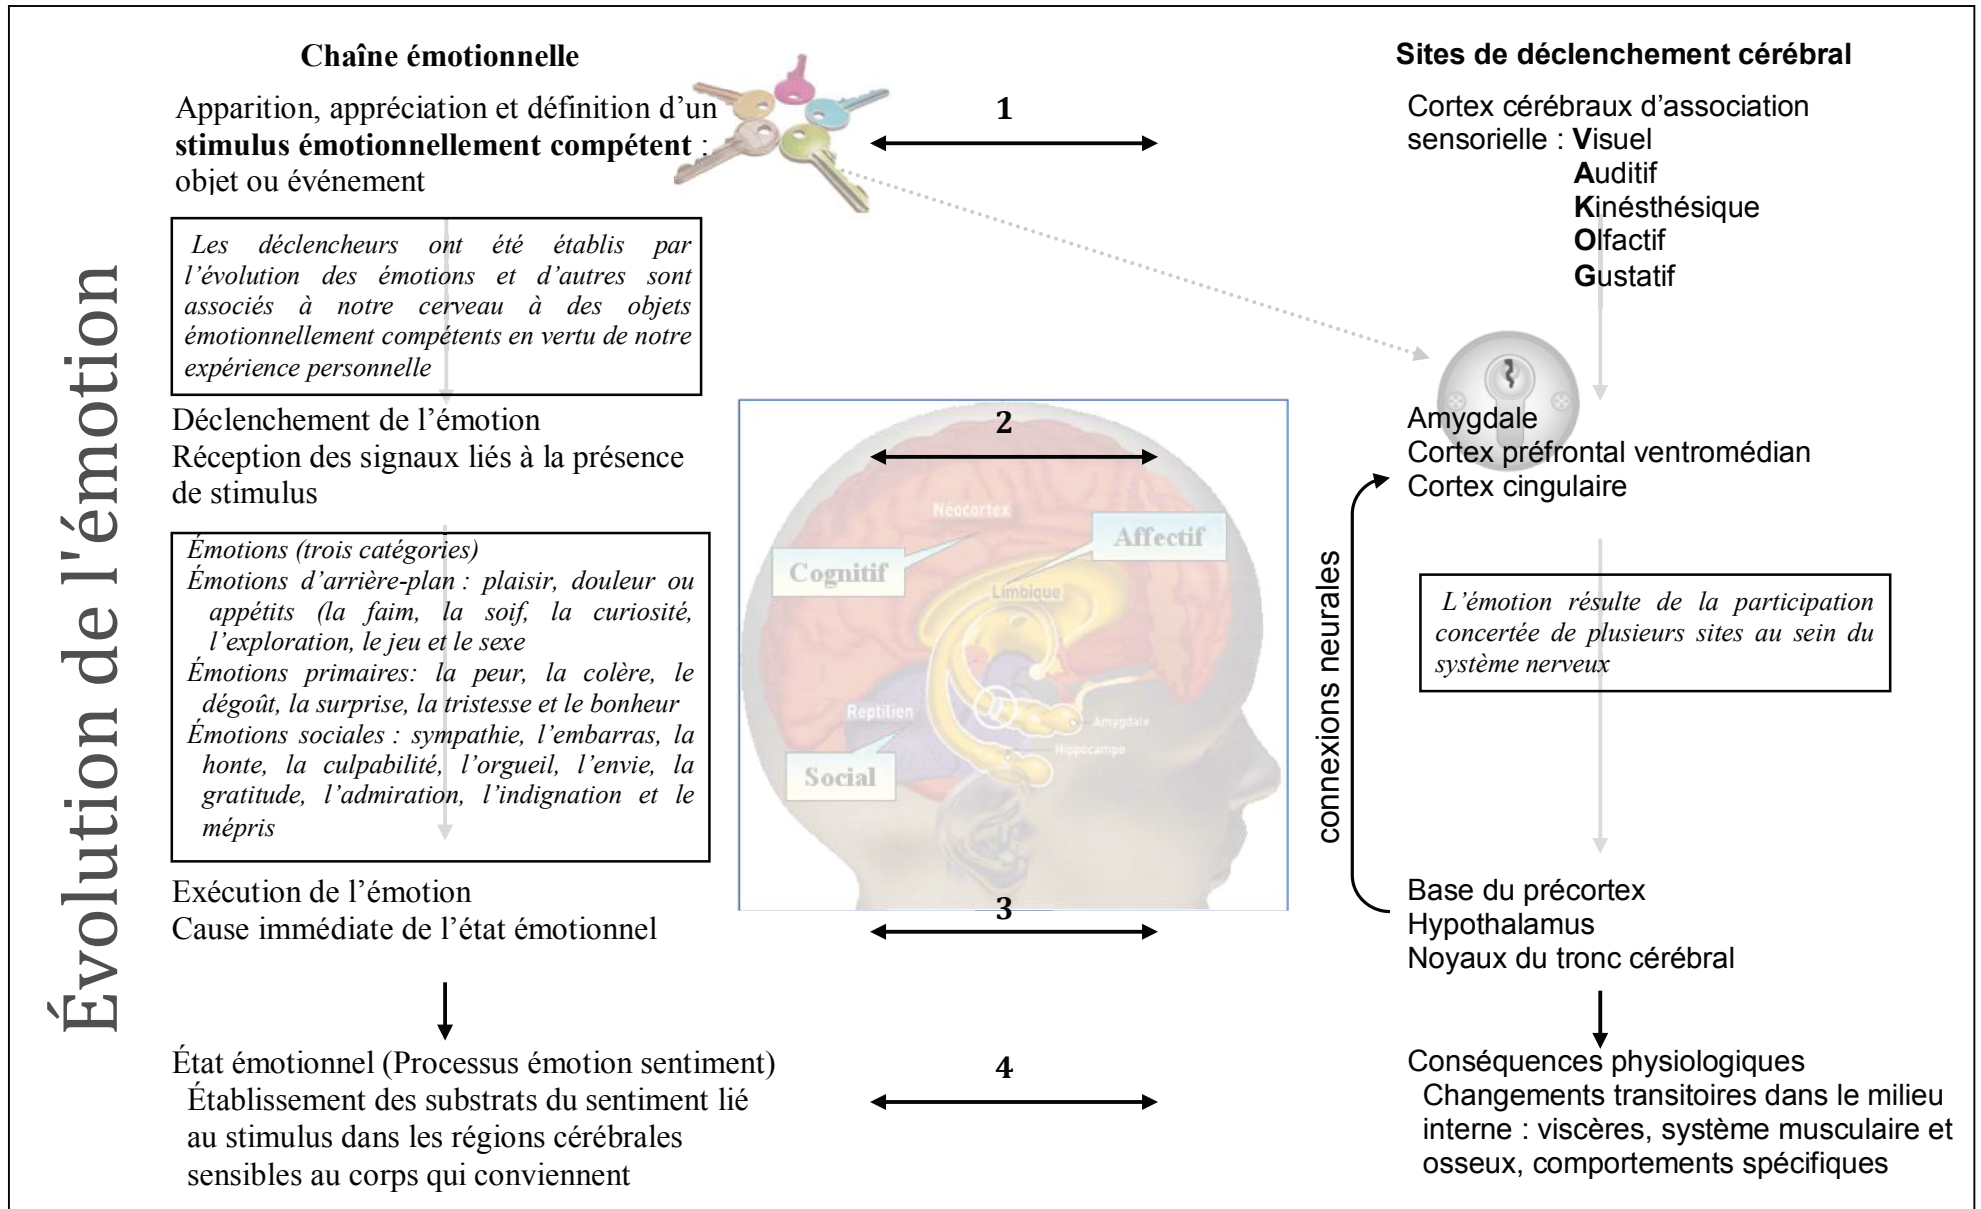 Évolution de l'émotion
Chaîne émotionnelle
Apparition, appréciation et définition d’un
stimulus émotionnellement compétent :
objet ou événement
Les déclencheurs ont été établis par
l’évolution des émotions et d’autres sont
associés à notre cerveau à des objets
émotionnellement compétents en vertu de notre
expérience personnelle
Déclenchement de l’émotion
Réception des signaux liés à la présence
de stimulus
Émotions (trois catégories)
Émotions d’arrière-plan : plaisir, douleur ou
appétits (la faim, la soif, la curiosité,
l’exploration, le jeu et le sexe
Émotions primaires: la peur, la colère, le
dégoût, la surprise, la tristesse et le bonheur
Émotions sociales : sympathie, l’embarras, la
honte, la culpabilité, l’orgueil, l’envie, la
gratitude, l’admiration, l’indignation et le
mépris
Exécution de l’émotion
Cause immédiate de l’état émotionnel
État émotionnel (Processus émotion sentiment)
Établissement des substrats du sentiment lié
au stimulus dans les régions cérébrales
sensibles au corps qui conviennent
1
2
Néocortex
Affectif
Cognitif
Limbique
Reptilien
Amygdale
Hippocampo
Social
3
4
Sites de déclenchement cérébral
Cortex cérébraux d’association
sensorielle : Visuel
Auditif
Kinésthésique
Olfactif
Gustatif
Amygdale
Cortex préfrontal ventromédian
Cortex cingulaire
connexions neurales
L’émotion résulte de la participation
concertée de plusieurs sites au sein du
système nerveux
Base du précortex
Hypothalamus
Noyaux du tronc cérébral
Conséquences physiologiques
Changements transitoires dans le milieu
interne : viscères, système musculaire et
osseux, comportements spécifiques